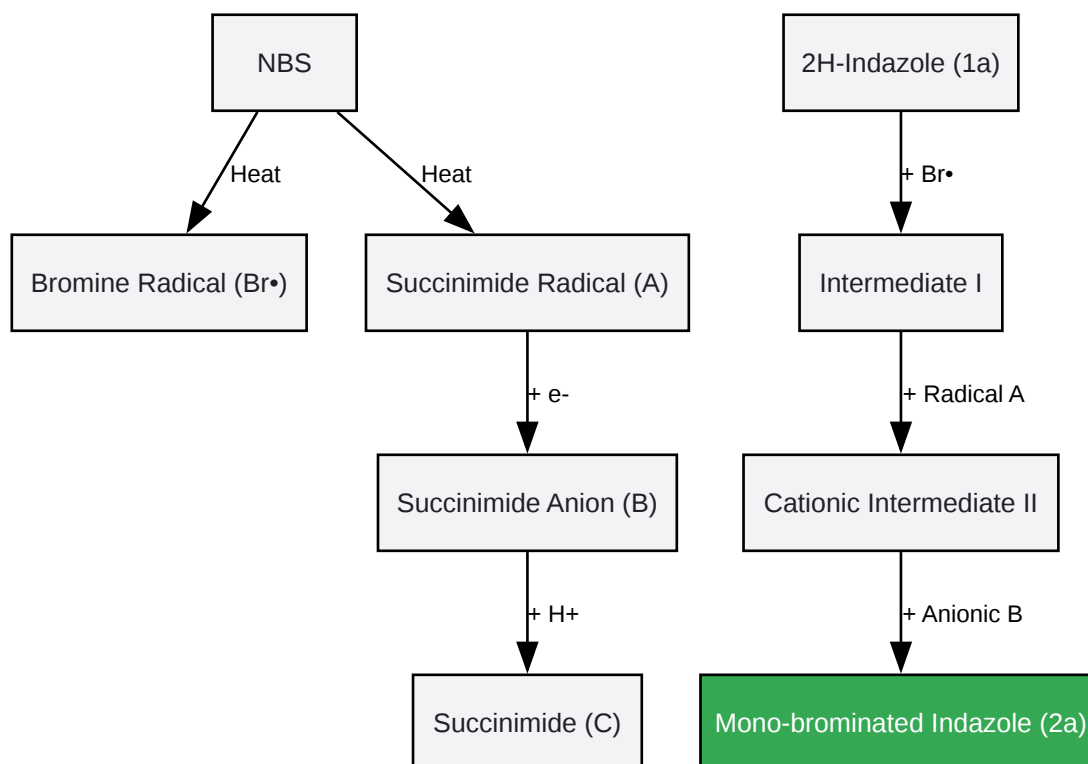 NBS
2H-Indazole (1a)
Heat
Heat
+ Br•
Bromine Radical (Br•)
Succinimide Radical (A)
Intermediate I
+ e-
+ Radical A
Succinimide Anion (B)
Cationic Intermediate II
+ H+
+ Anionic B
Succinimide (C)
Mono-brominated Indazole (2a)